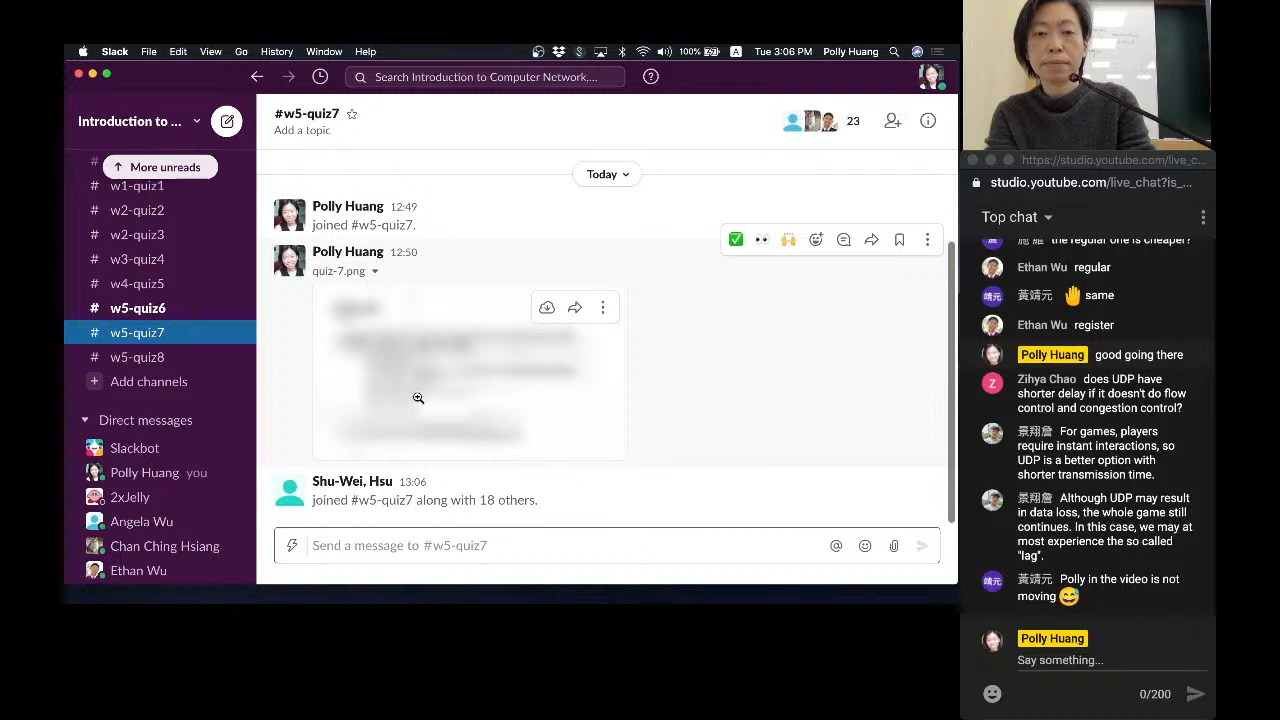 Slack File Edit View Go History Window Help
100% A Tue 3:06 PM Polly Huang
Search Introduction to Computer Network,...
Introduction to ...
More unreads
# w1-quiz1
# w2-quiz2
# w2-quiz3
# w3-quiz4
# w4-quiz5
# w5-quiz6
# w5-quiz7
# w5-quiz8
+ Add channels
Direct messages
Slackbot
Polly Huang you
2xJelly
Angela Wu
Chan Ching Hsiang
Ethan Wu
#w5-quiz7
Add a topic
23
Today
Polly Huang 12:49
joined #w5-quiz7.
Polly Huang 12:50
quiz-7.png
Shu-Wei, Hsu 13:06
joined #w5-quiz7 along with 18 others.
Send a message to #w5-quiz7
https://studio.youtube.com/live_c...
studio.youtube.com/live_chat?is_...
Top chat
the regular one is cheaper?
Ethan Wu regular
靖元 黃靖元 same
Ethan Wu register
Polly Huang good going there
Z Zihya Chao does UDP have
shorter delay if it doesn't do flow
control and congestion control?
景翔詹 For games, players
require instant interactions, so
UDP is a better option with
shorter transmission time.
景翔詹 Although UDP may result
in data loss, the whole game still
continues. In this case, we may at
most experience the so called
"lag".
靖元 黃靖元 Polly in the video is not
moving
Polly Huang
Say something...
0/200